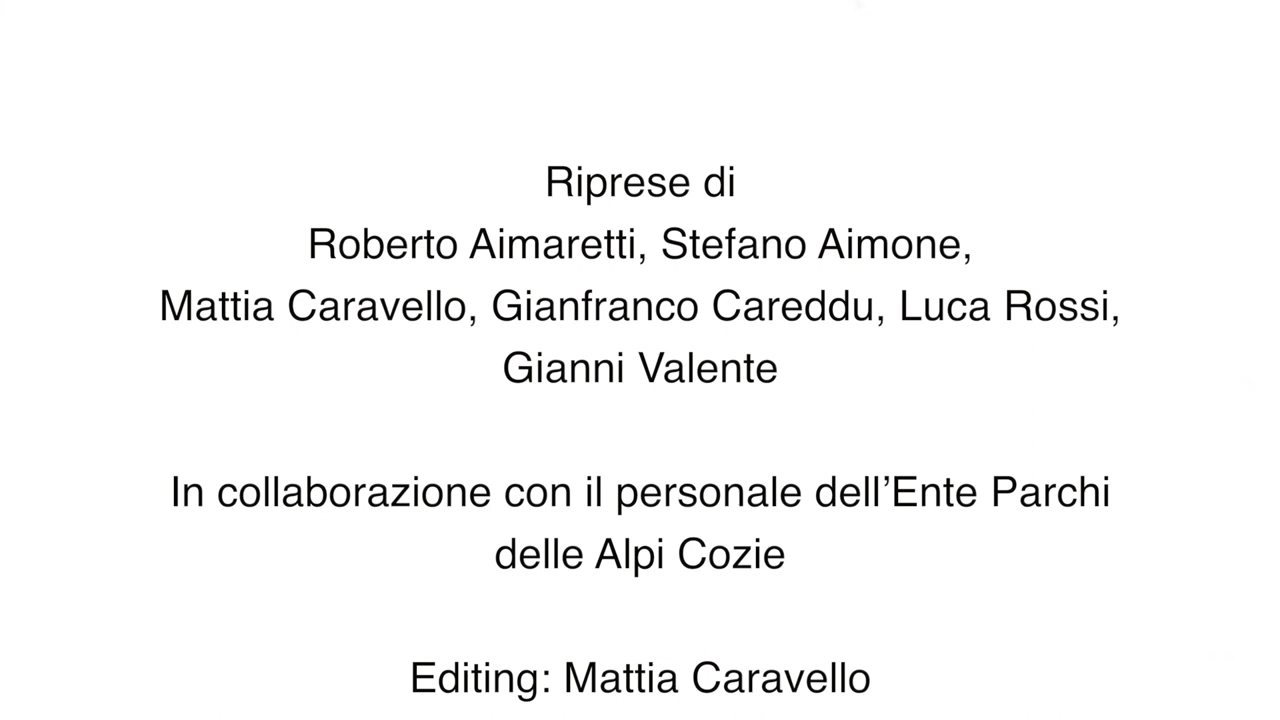 Riprese di
Roberto Aimaretti, Stefano Aimone,
Mattia Caravello, Gianfranco Careddu, Luca Rossi,
Gianni Valente
In collaborazione con il personale dell’Ente Parchi
delle Alpi Cozie
Editing: Mattia Caravello